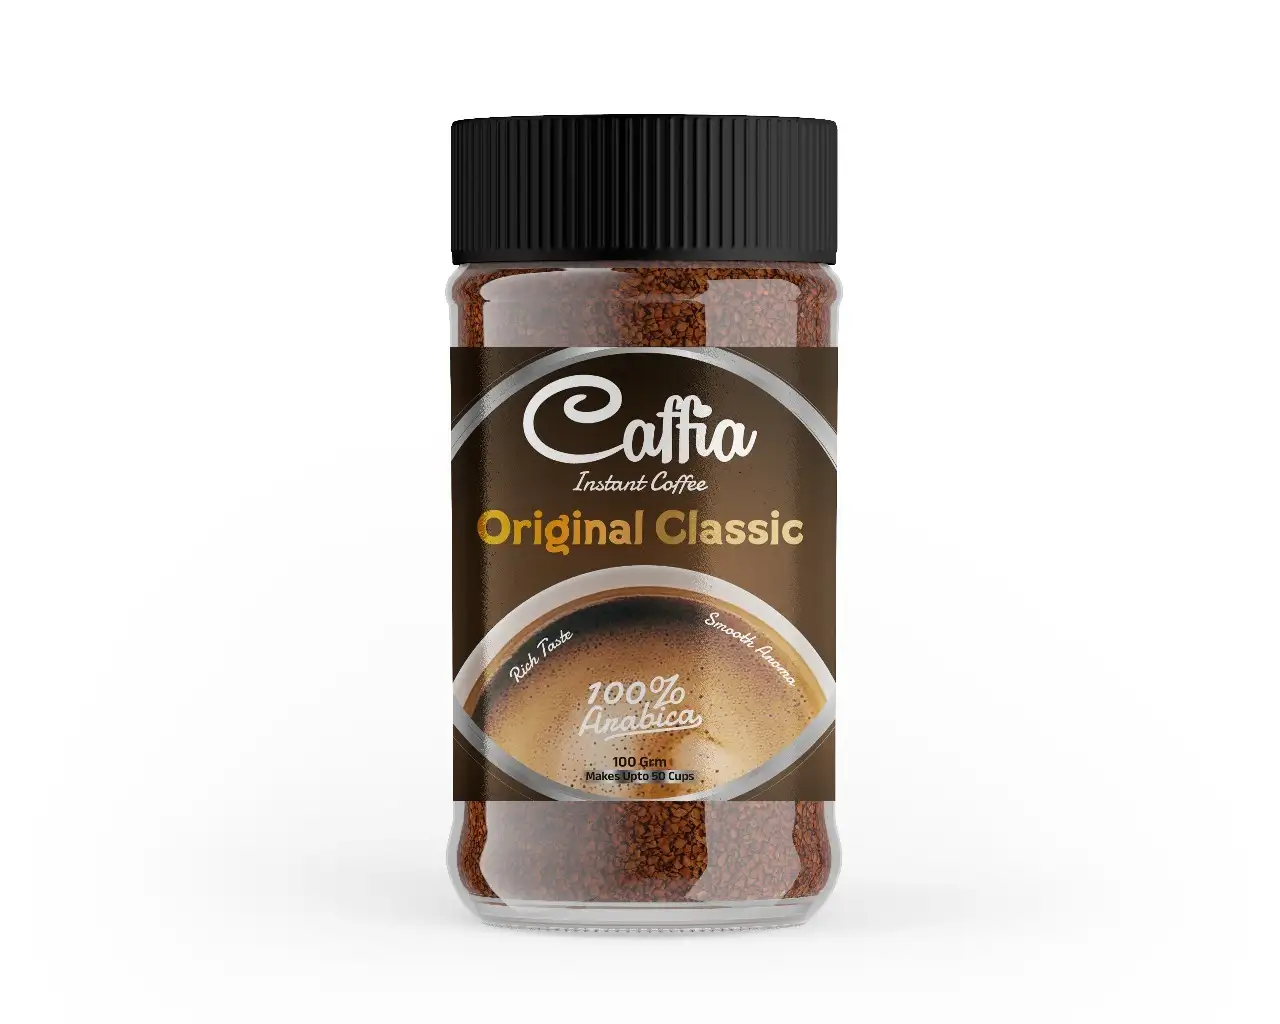 Caffia
Instant Coffee
Original Classic
Rich Taste
Smooth Aroma
100%
Arabica
100 Grm
Makes Upto 50 Cups